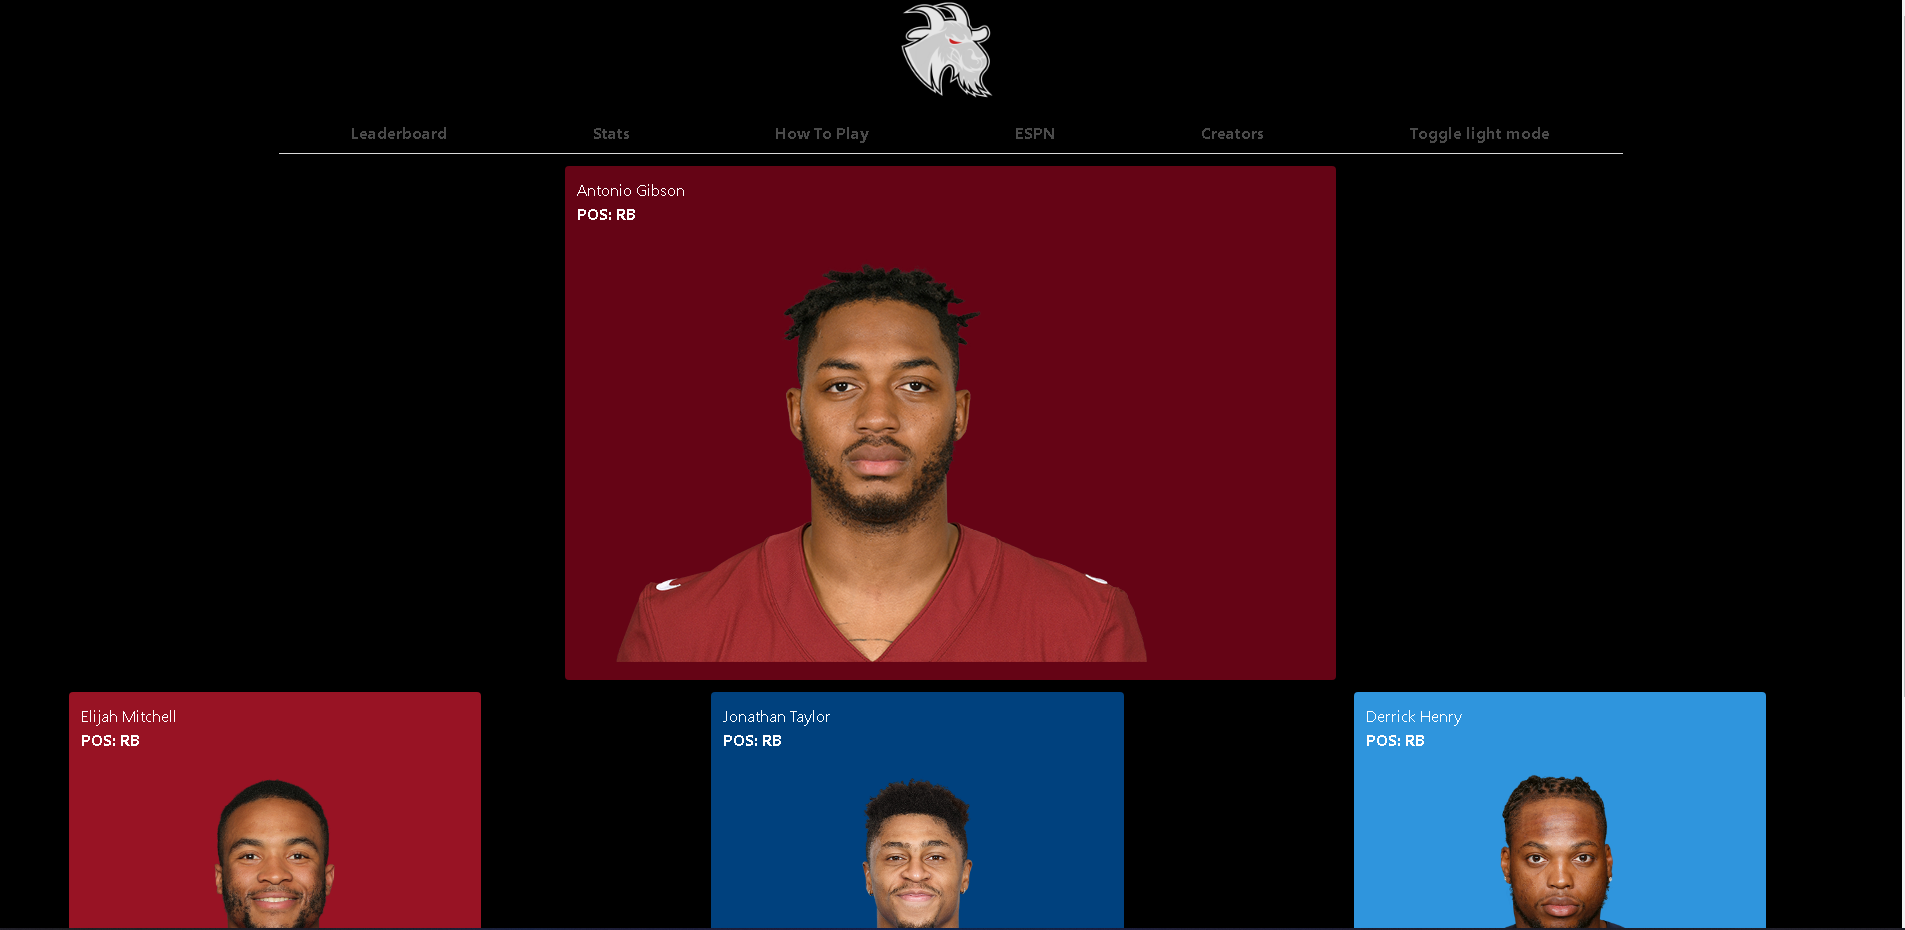 Leaderboard Stats How To Play ESPN Creators Toggle light mode
Antonio Gibson
POS: RB
Elijah Mitchell
POS: RB
Jonathan Taylor
POS: RB
Derrick Henry
POS: RB